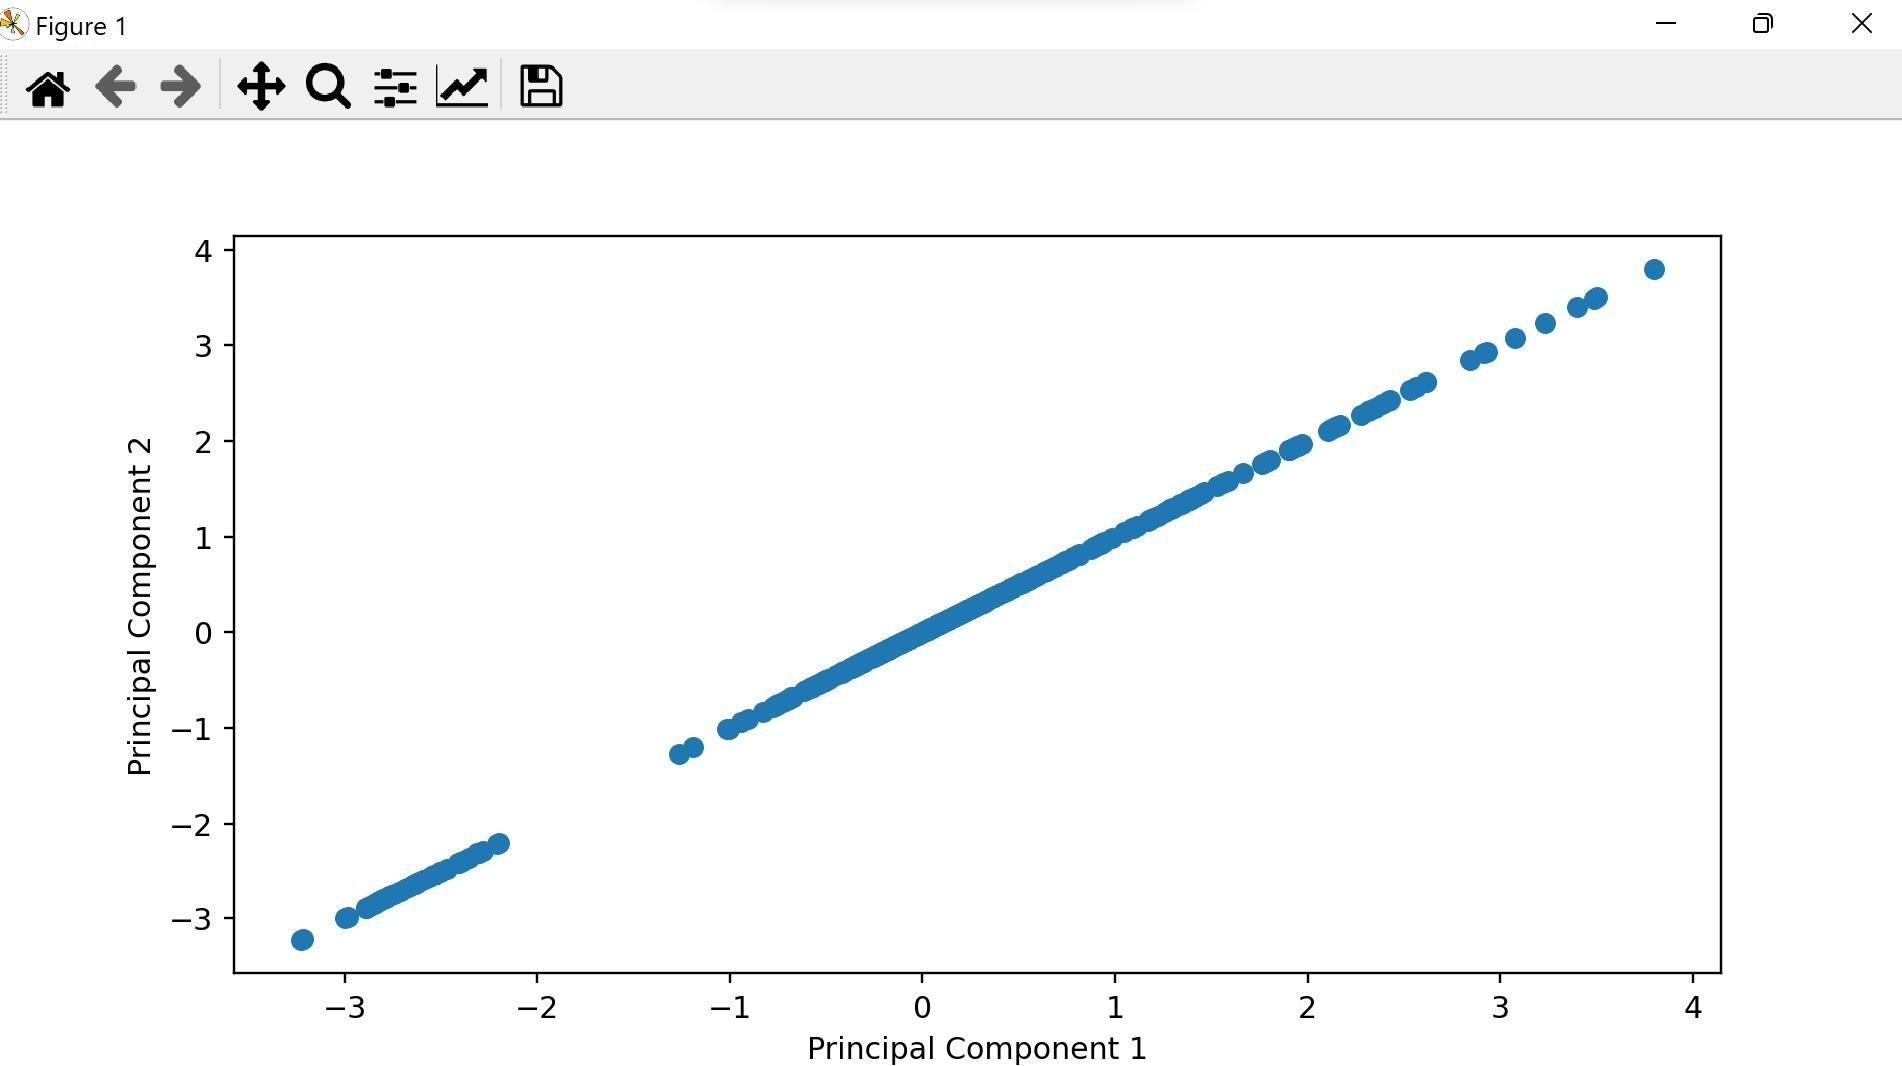 Figure 1
4
3
2
1
0
−1
−2
−3
Principal Component 2
−3 −2 −1 0 1 2 3 4
Principal Component 1